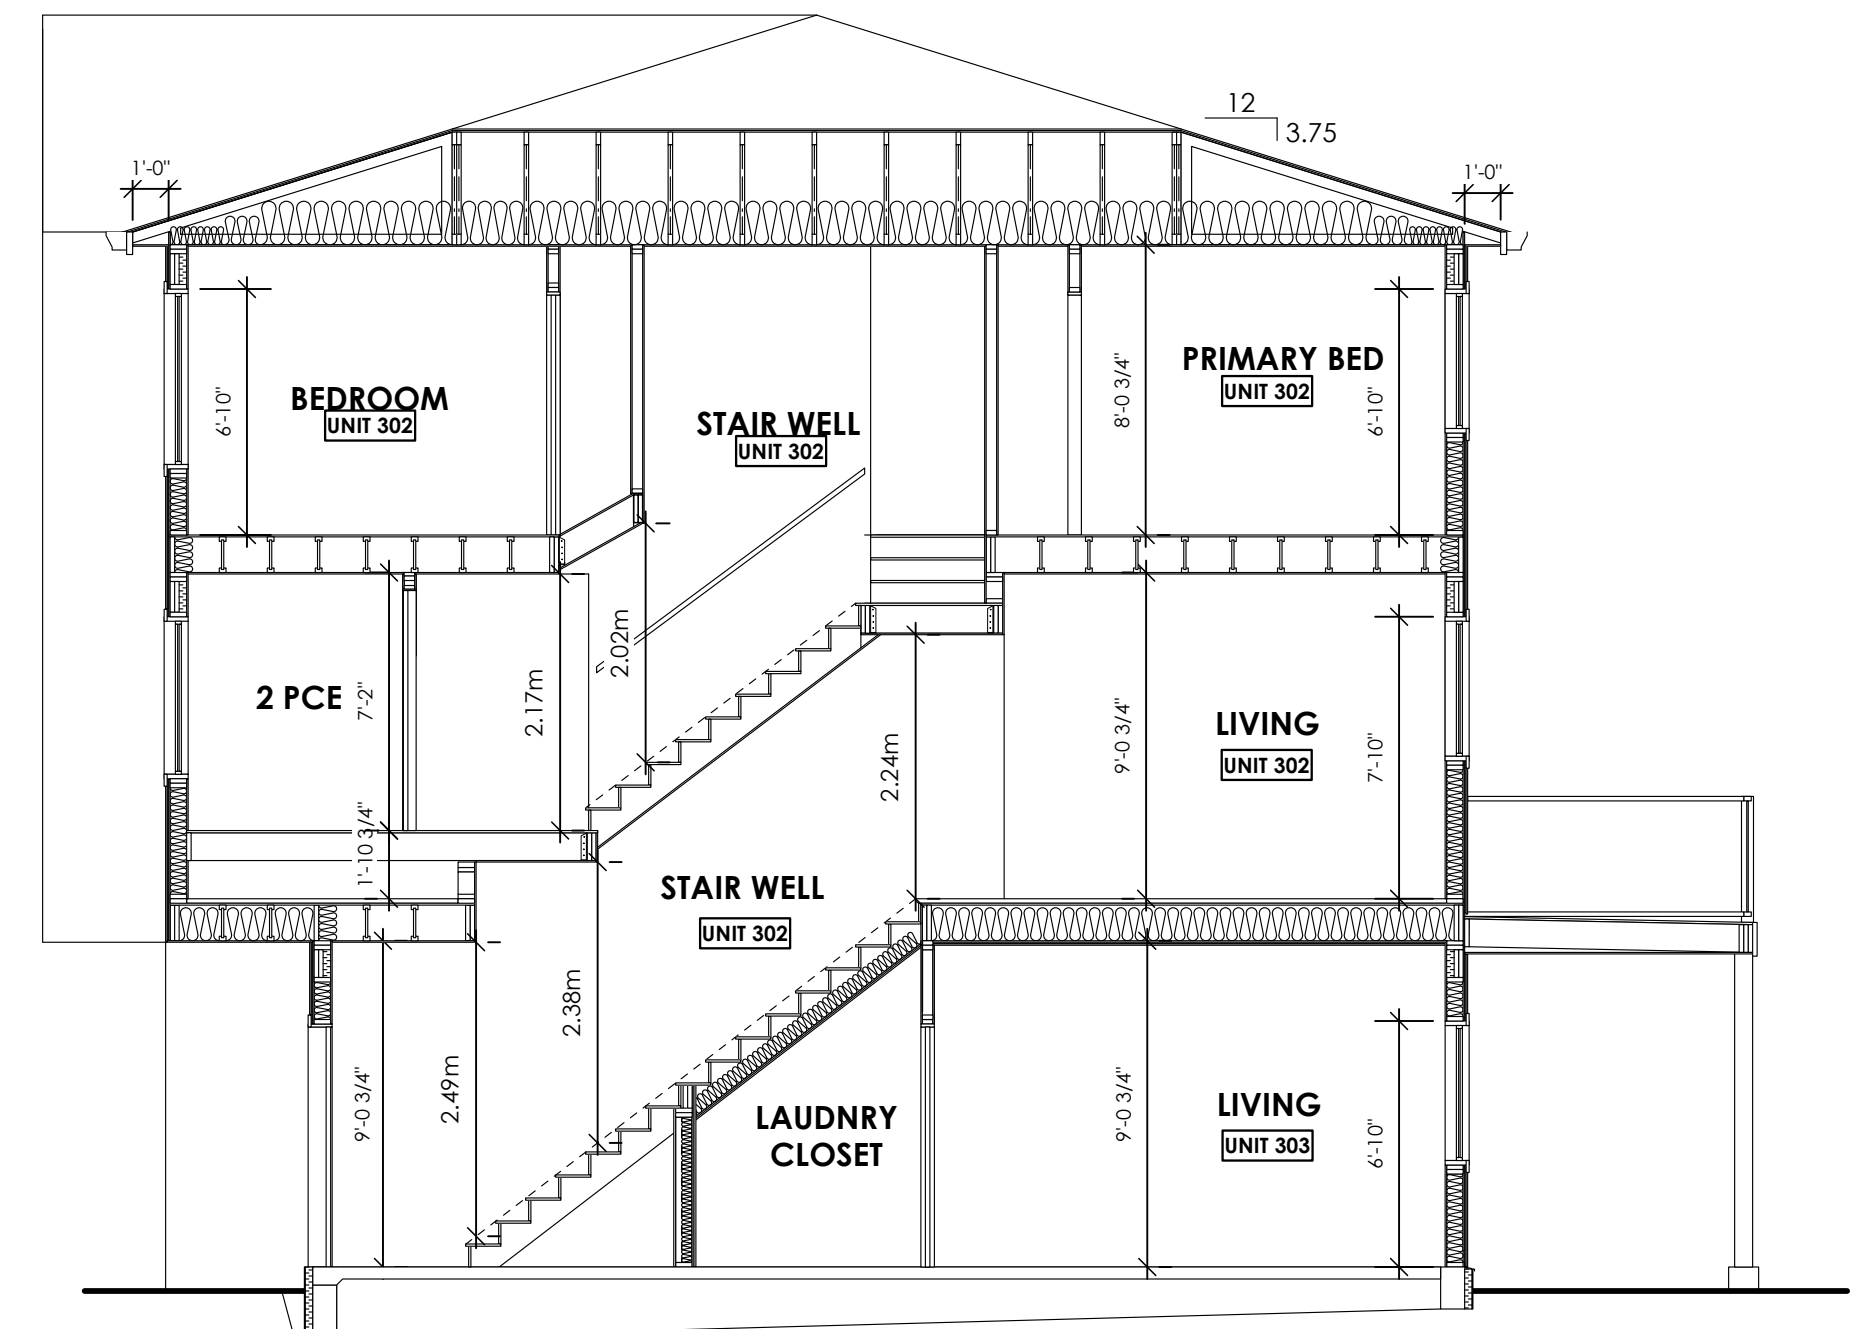 12
3.75
1'-0"
1'-0"
BEDROOM
UNIT 302
6'-10"
STAIR WELL
UNIT 302
8'-0 3/4"
PRIMARY BED
UNIT 302
6'-10"
2 PCE
7'-2"
1'-10 3/4"
2.17m
2.02m
2.24m
9'-0 3/4"
LIVING
UNIT 302
7'-10"
STAIR WELL
UNIT 302
9'-0 3/4"
2.49m
2.38m
LAUDNRY
CLOSET
9'-0 3/4"
LIVING
UNIT 303
6'-10"